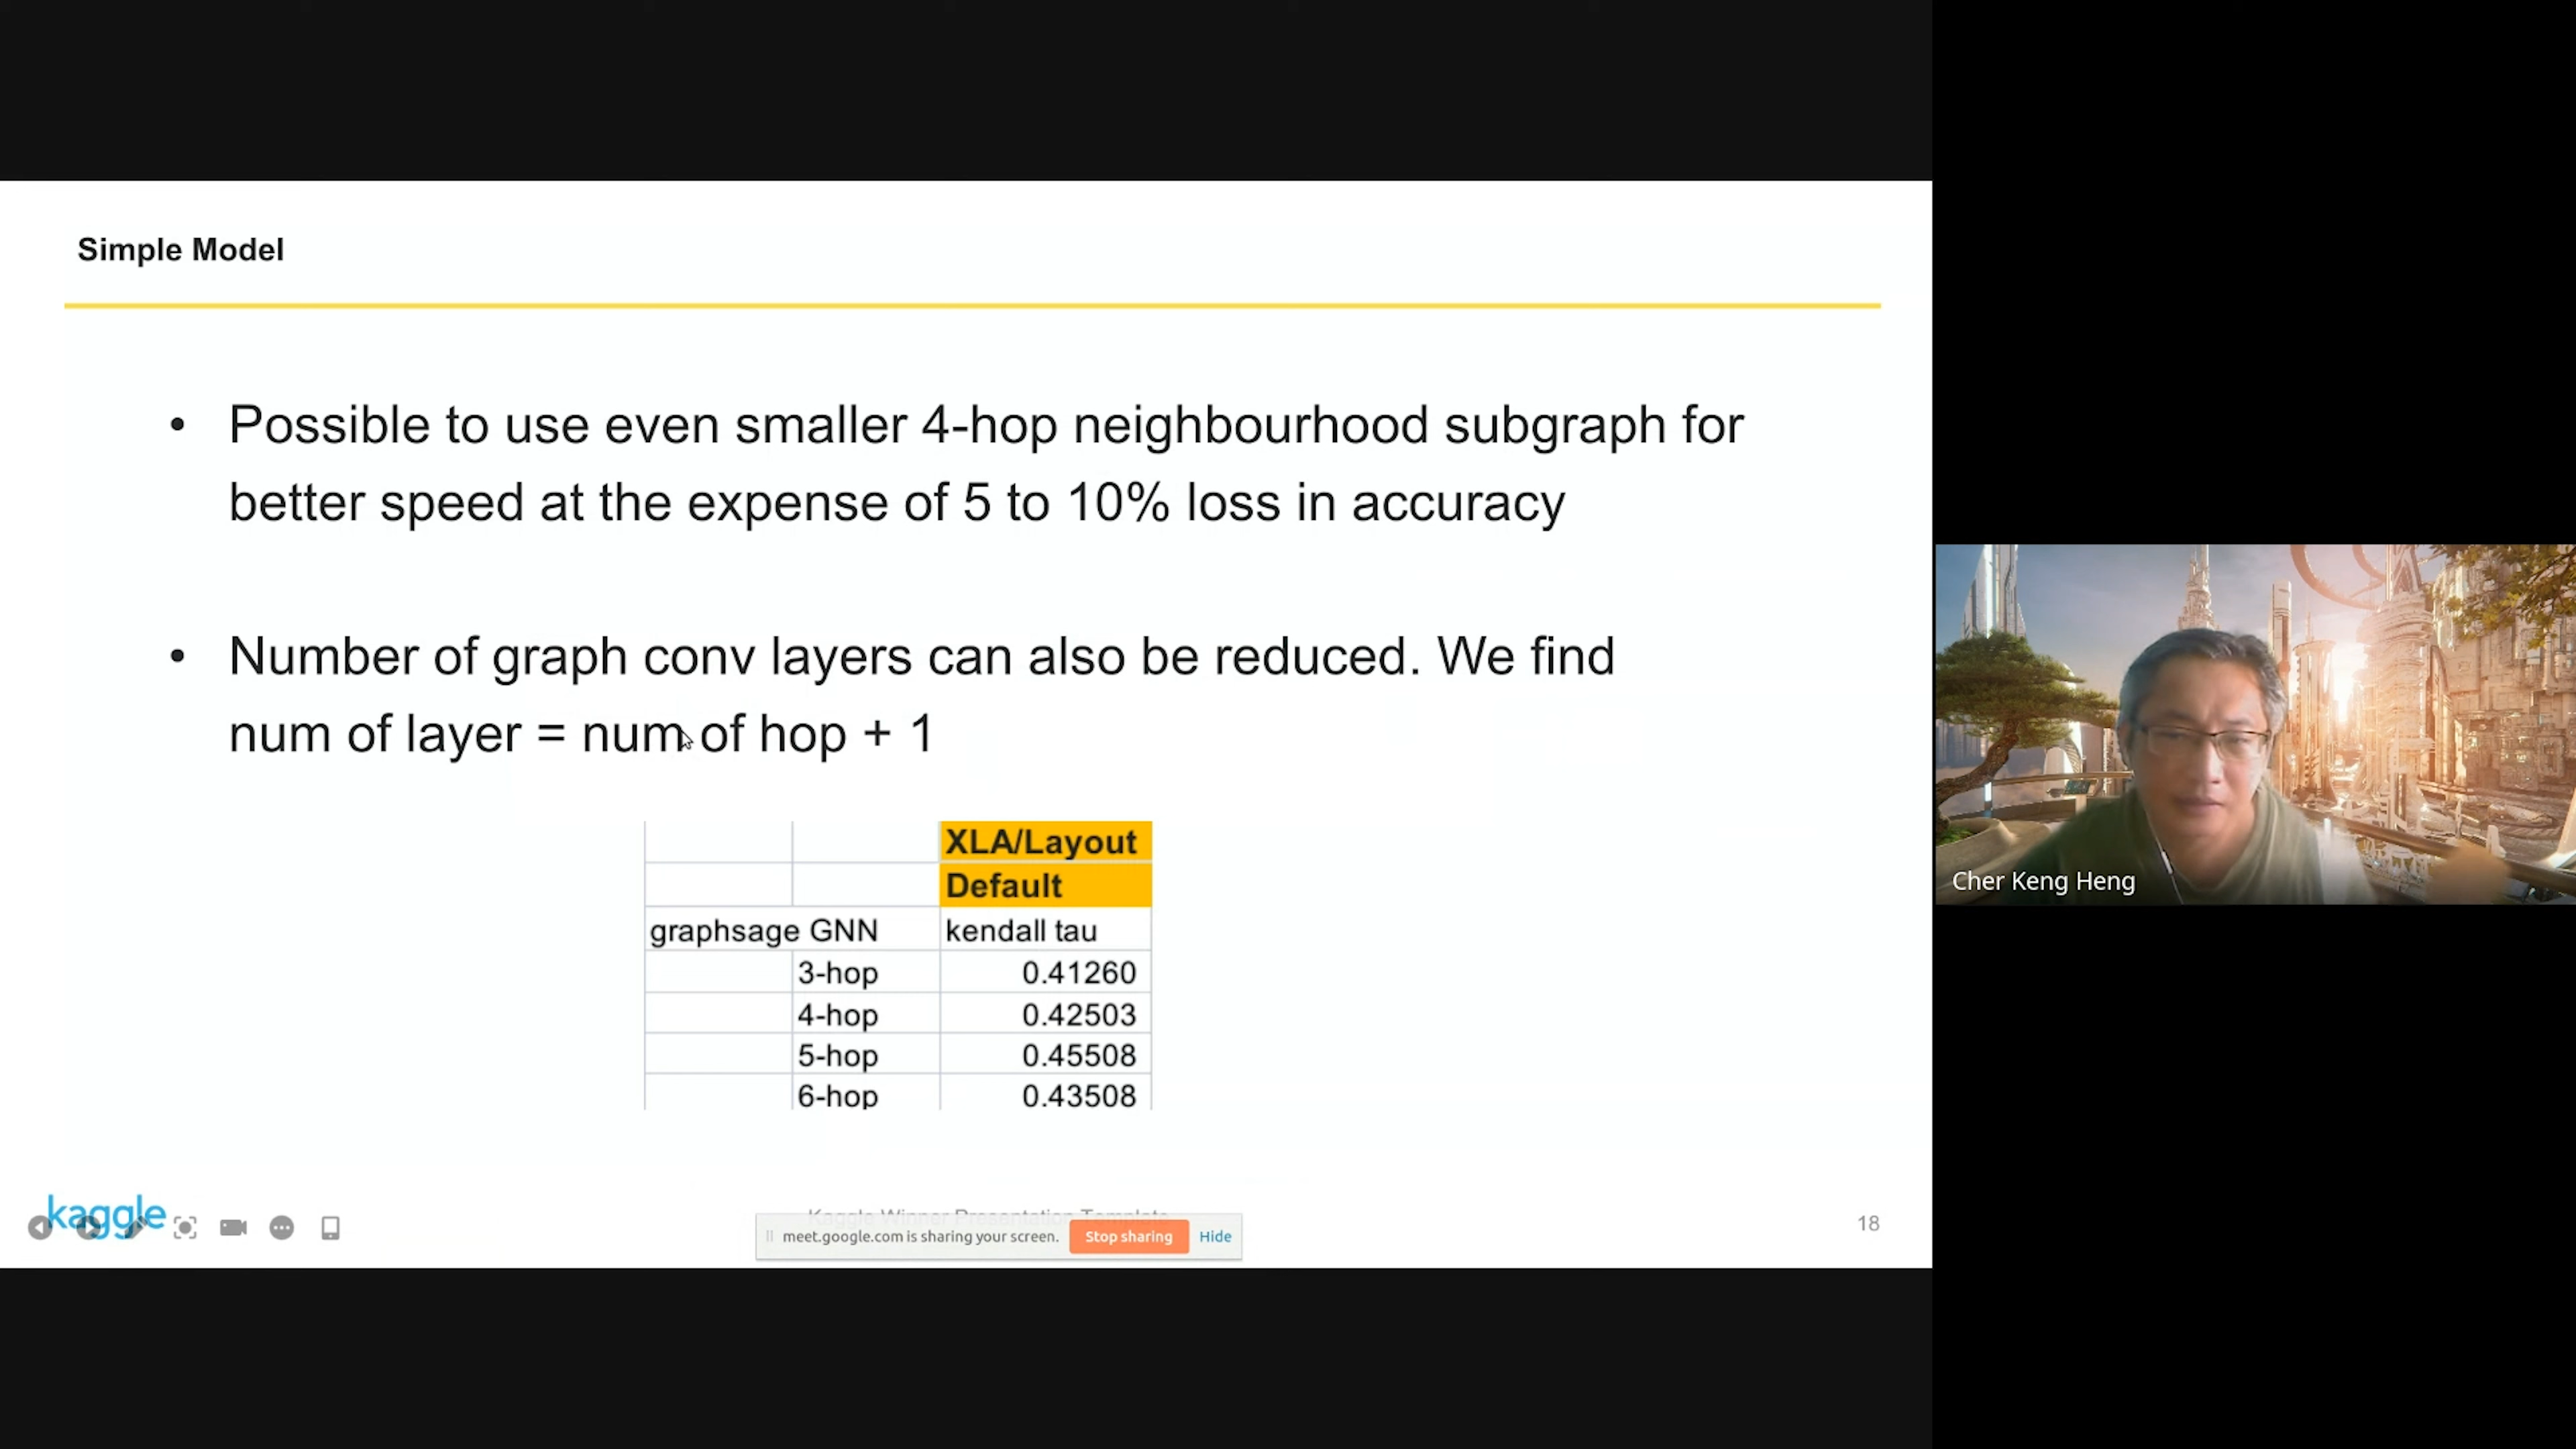 Simple Model
• Possible to use even smaller 4-hop neighbourhood subgraph for
better speed at the expense of 5 to 10% loss in accuracy
• Number of graph conv layers can also be reduced. We find
num of layer = num of hop + 1
XLA/Layout
Default
graphsage GNN kendall tau
3-hop 0.41260
4-hop 0.42503
5-hop 0.45508
6-hop 0.43508
kaggle
Kaggle Winner Presentation Template
meet.google.com is sharing your screen. Stop sharing Hide
18
Cher Keng Heng